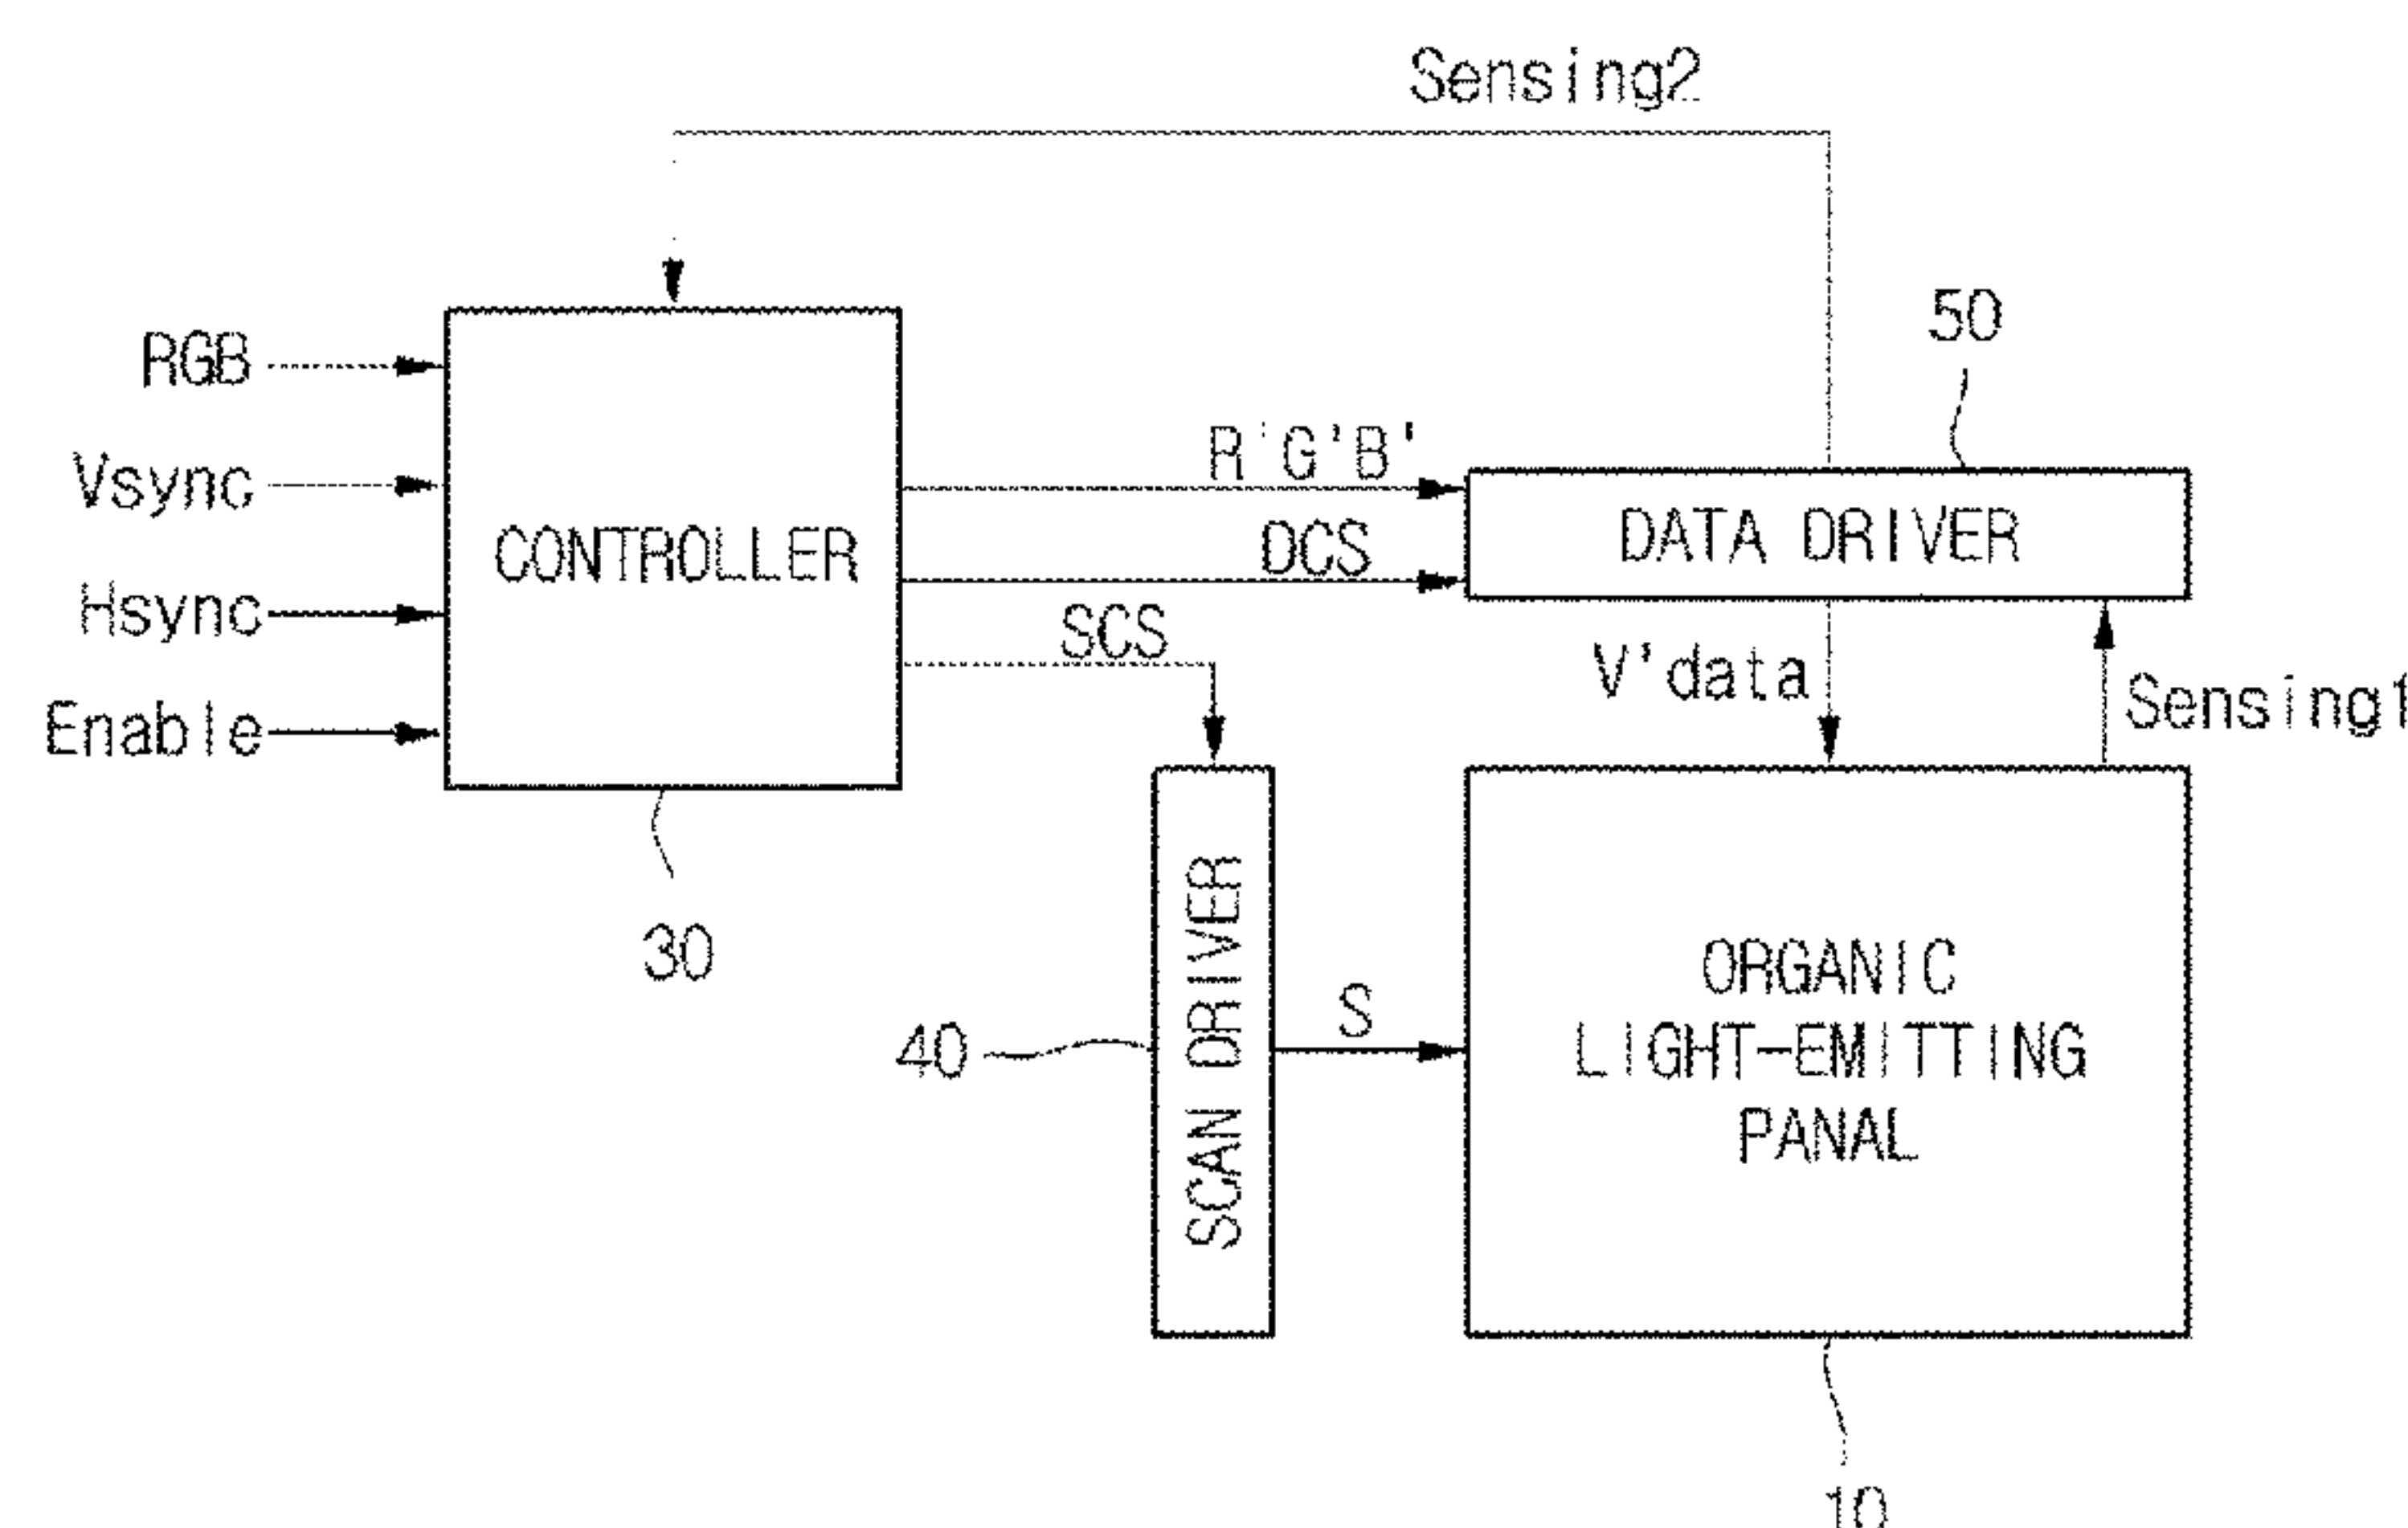 Sensing2
50
RGB
Vsync
Hsync
Enable
CONTROLLER
R'G'B'
DCS
SCS
DATA DRIVER
V'data
Sensing1
30
40
SCAN DRIVER
S
ORGANIC
LIGHT-EMITTING
PANAL
10